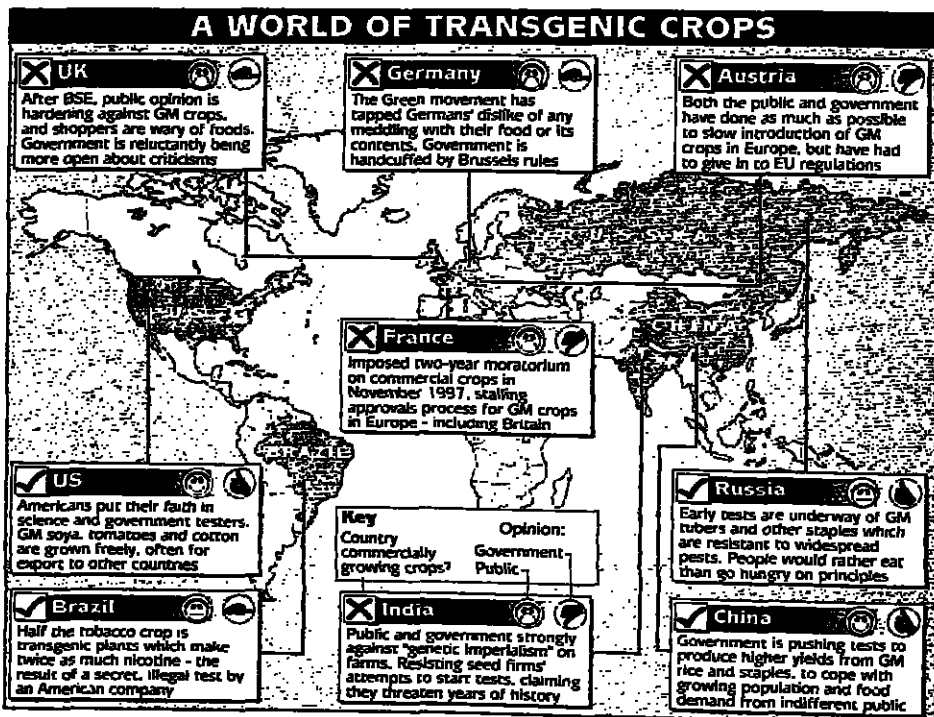 A WORLD OF TRANSGENIC CROPS
UK
After BSE, public opinion is
hardening against GM crops,
and shoppers are wary of foods.
Government is reluctantly being
more open about criticisms
Germany
The Green movement has
tapped Germans' dislike of any
meddling with their food or its
contents. Government is
handcuffed by Brussels rules
Austria
Both the public and government
have done as much as possible
to slow introduction of GM
crops in Europe, but have had
to give in to EU regulations
France
Imposed two-year moratorium
on commercial crops in
November 1997, stalling
approvals process for GM crops
in Europe - including Britain
US
Americans put their faith in
science and government testers.
GM soya, tomatoes and cotton
are grown freely, often for
export to other countries
Key
Country
commercially
growing crops?
Opinion:
Government
Public
Russia
Early tests are underway of GM
tubers and other staples which
are resistant to widespread
pests. People would rather eat
than go hungry on principles
Brazil
Half the tobacco crop is
transgenic plants which make
twice as much nicotine - the
result of a secret, illegal test by
an American company
India
Public and government strongly
against "genetic imperialism" on
farms. Resisting seed firms'
attempts to start tests, claiming
they threaten years of history
China
Government is pushing tests to
produce higher yields from GM
rice and staples, to cope with
growing population and food
demand from indifferent public